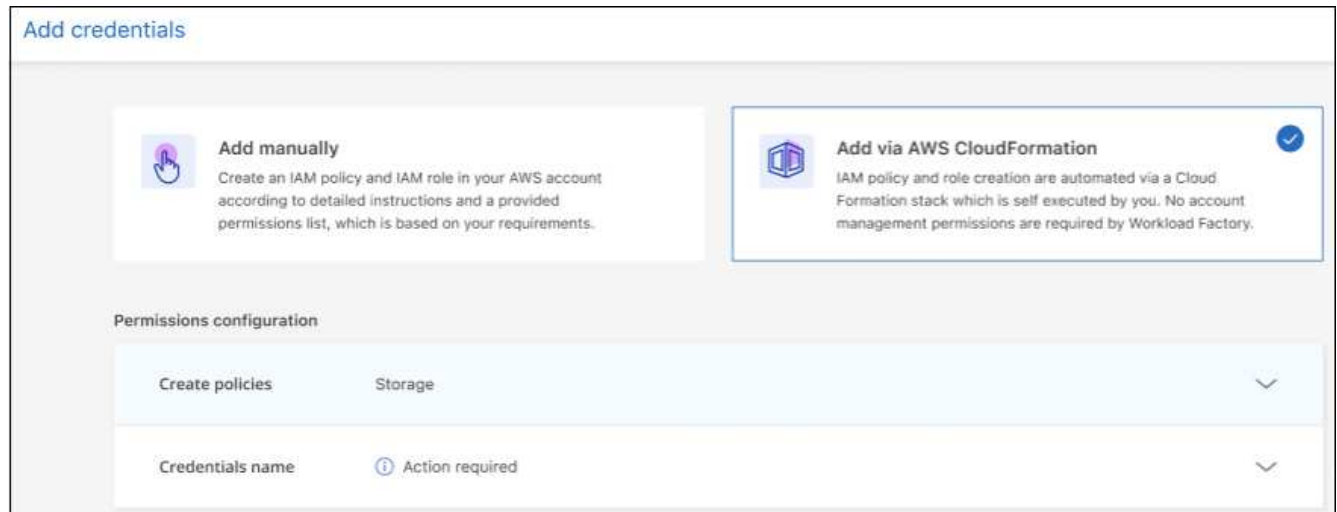 Add credentials
Add manually
Create an IAM policy and IAM role in your AWS account
according to detailed instructions and a provided
permissions list, which is based on your requirements.
Add via AWS CloudFormation
IAM policy and role creation are automated via a Cloud
Formation stack which is self executed by you. No account
management permissions are required by Workload Factory.
Permissions configuration
Create policies Storage
Credentials name Action required